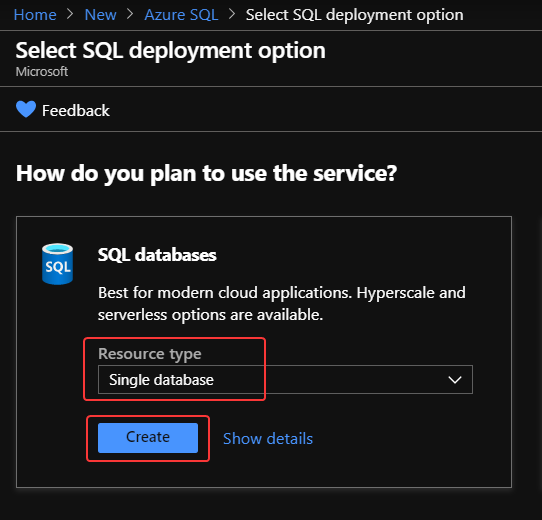 Home > New > Azure SQL > Select SQL deployment option
Select SQL deployment option
Microsoft
Feedback
How do you plan to use the service?
SQL
SQL databases
Best for modern cloud applications. Hyperscale and
serverless options are available.
Resource type
Single database
Create
Show details